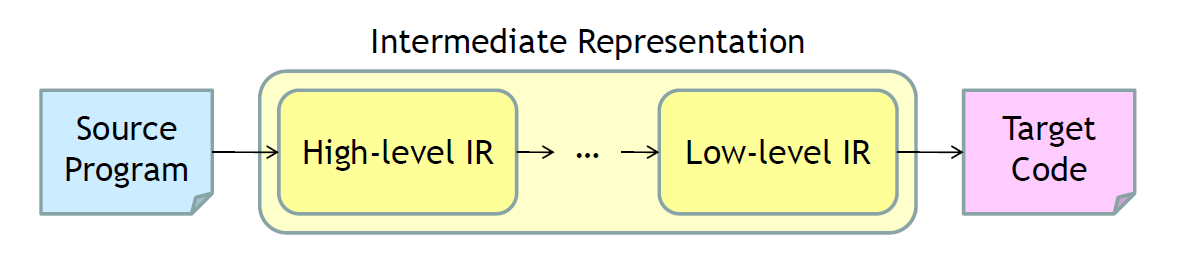 Intermediate Representation
Source
Program
High-level IR
...
Low-level IR
Target
Code